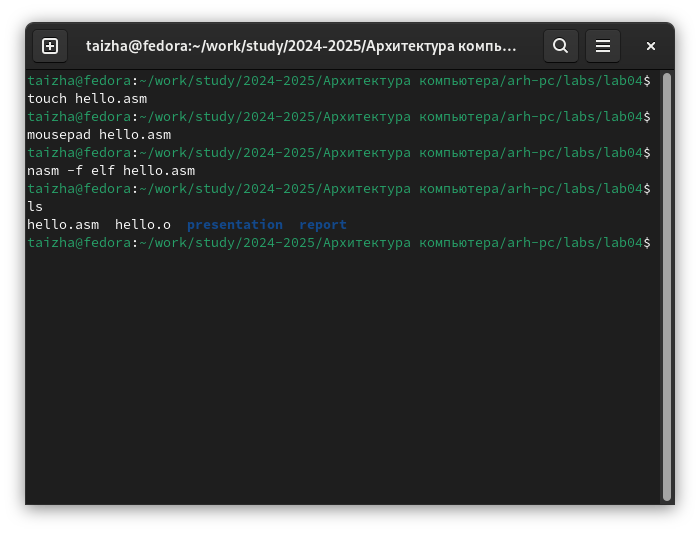 taizha@fedora:~/work/study/2024-2025/Архитектура компь...
taizha@fedora:~/work/study/2024-2025/Архитектура компьютера/arh-pc/labs/lab04$
touch hello.asm
taizha@fedora:~/work/study/2024-2025/Архитектура компьютера/arh-pc/labs/lab04$
mousepad hello.asm
taizha@fedora:~/work/study/2024-2025/Архитектура компьютера/arh-pc/labs/lab04$
nasm -f elf hello.asm
taizha@fedora:~/work/study/2024-2025/Архитектура компьютера/arh-pc/labs/lab04$
ls
hello.asm  hello.o  presentation  report
taizha@fedora:~/work/study/2024-2025/Архитектура компьютера/arh-pc/labs/lab04$